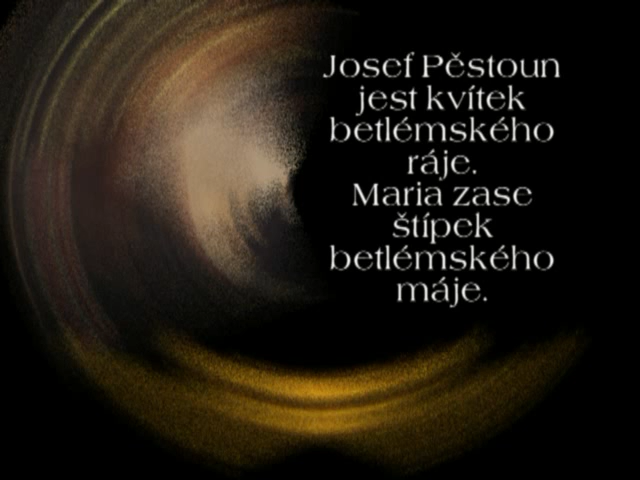 Josef Pěstoun
jest kvítek
betlémského
ráje.
Maria zase
štípek
betlémského
máje.